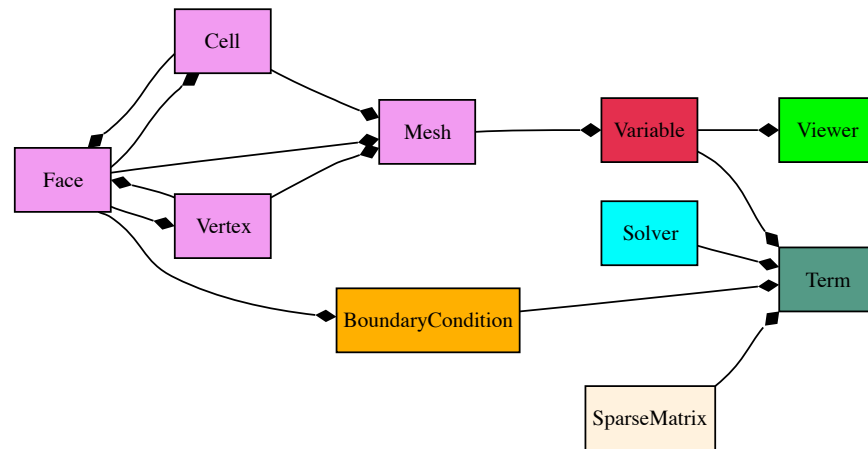 Cell
Mesh
Variable
Viewer
Face
Vertex
Solver
Term
BoundaryCondition
SparseMatrix